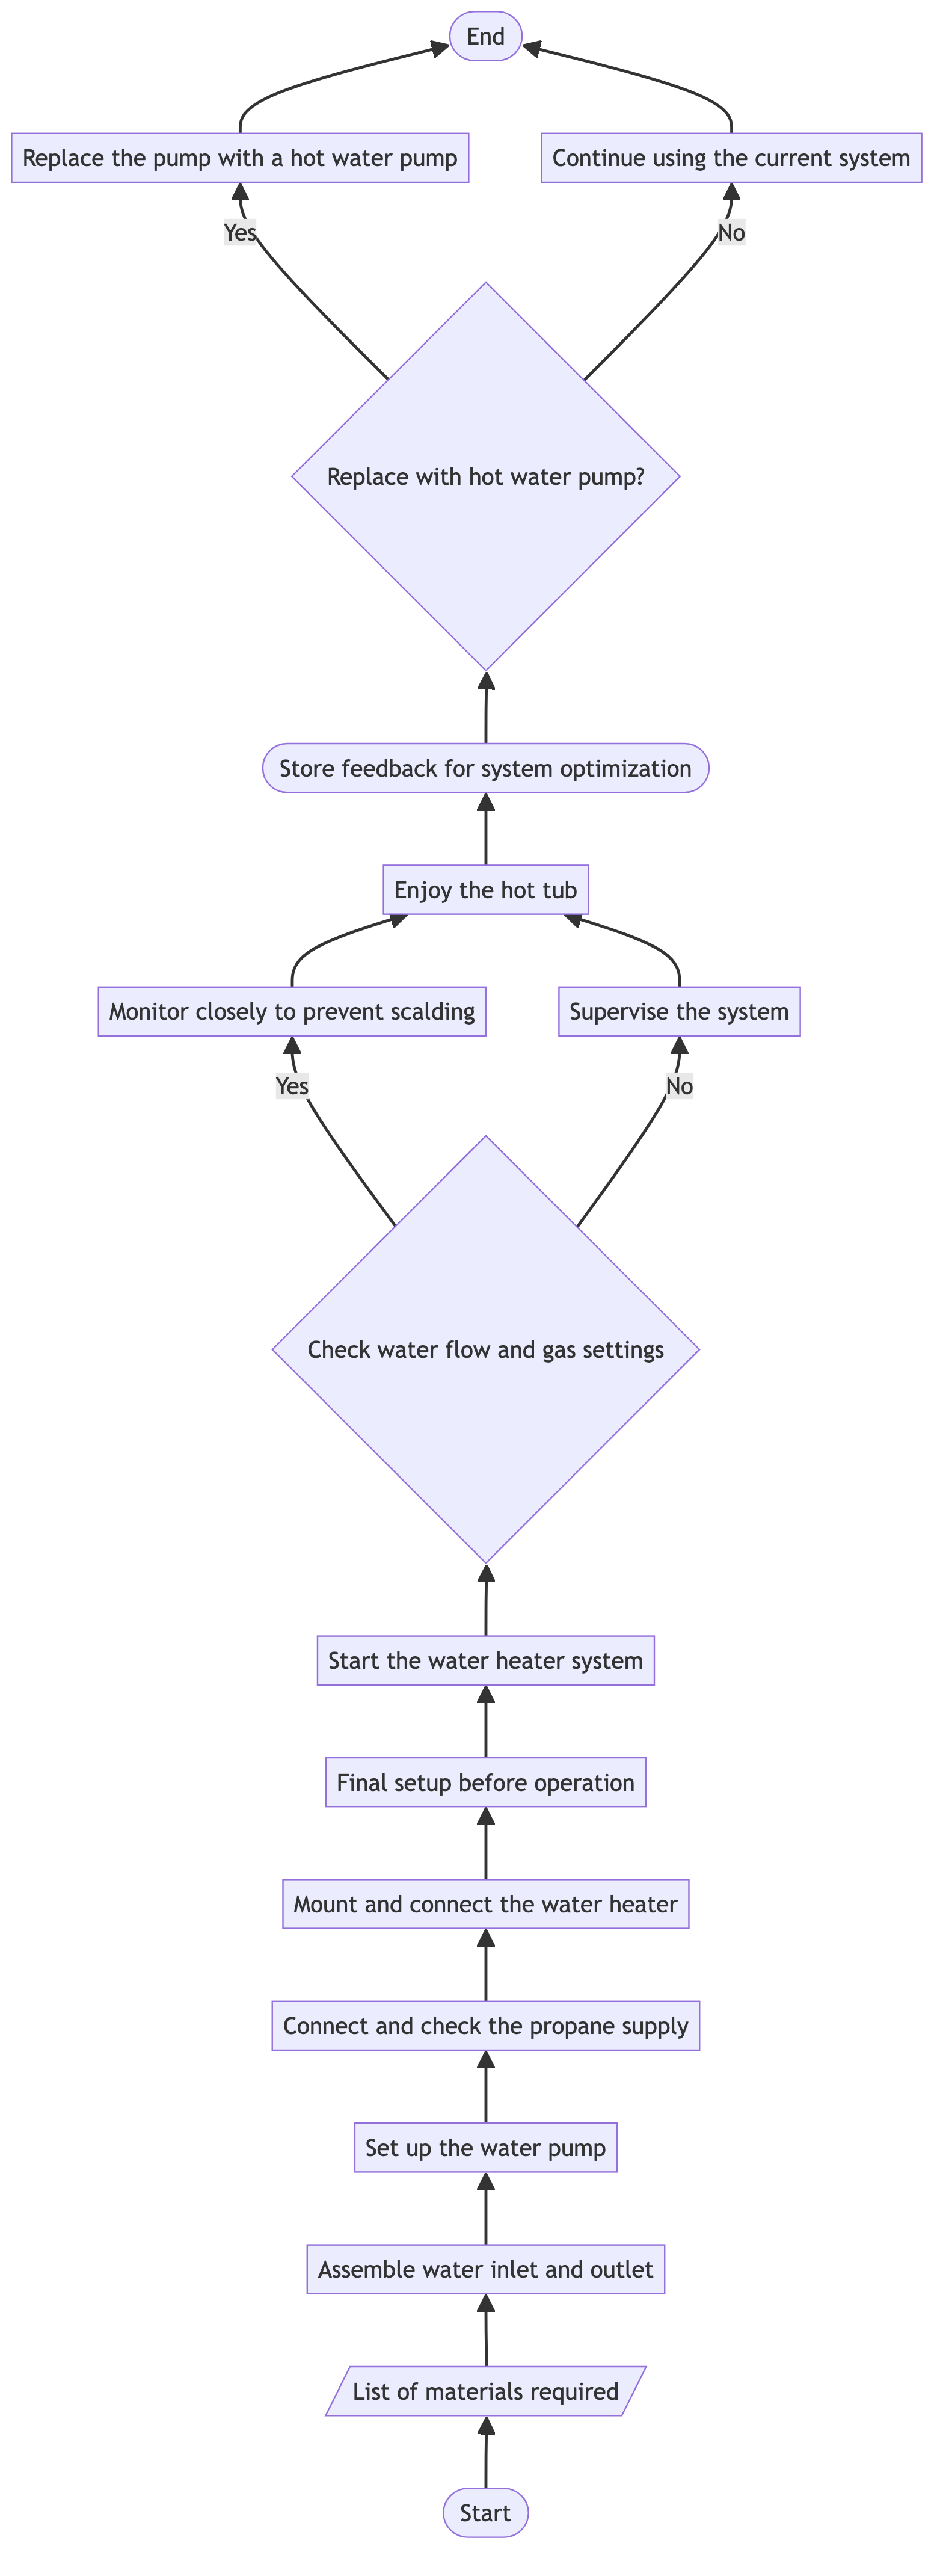 End
Replace the pump with a hot water pump
Continue using the current system
Yes
No
Replace with hot water pump?
Store feedback for system optimization
Enjoy the hot tub
Monitor closely to prevent scalding
Supervise the system
Yes
No
Check water flow and gas settings
Start the water heater system
Final setup before operation
Mount and connect the water heater
Connect and check the propane supply
Set up the water pump
Assemble water inlet and outlet
List of materials required
Start